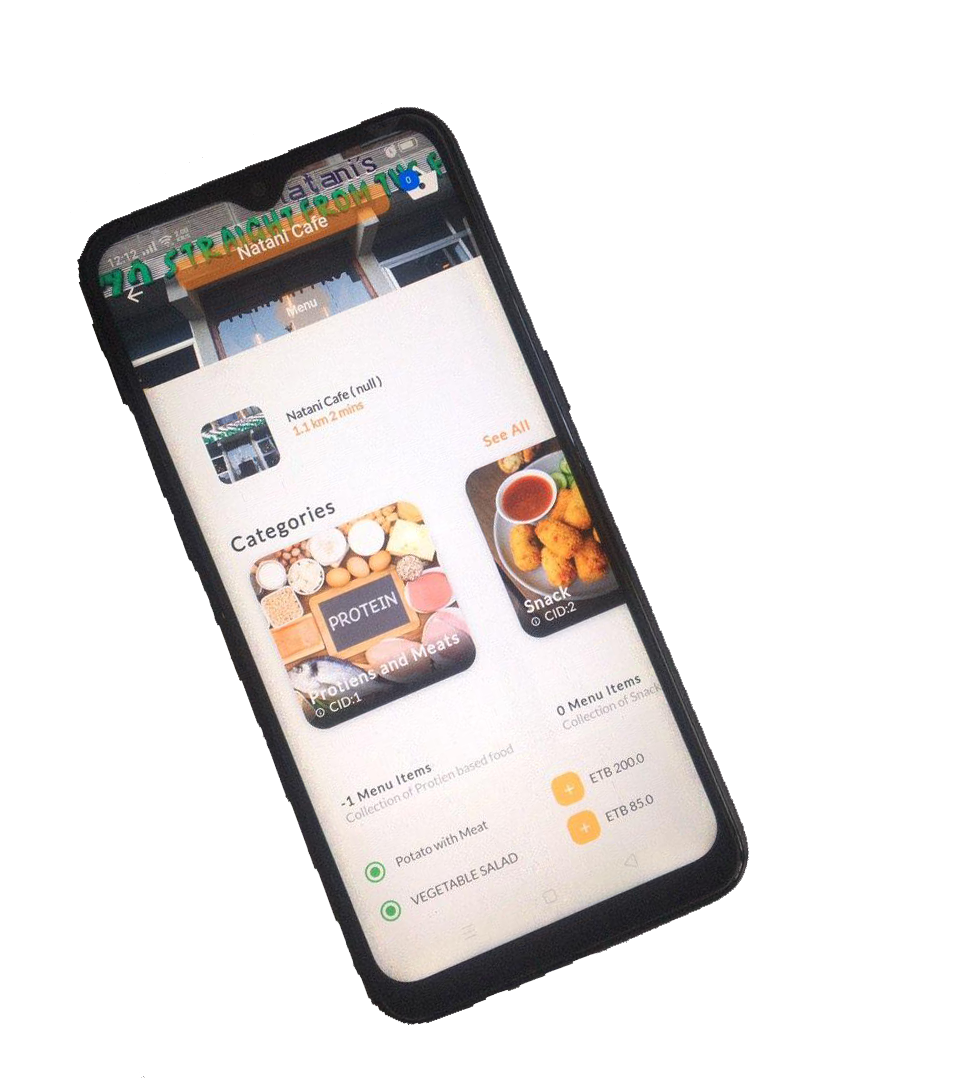 Natani's
YO STRAIGHT FROM THE F
12:12
0
Natani Cafe
Menu
Natani Cafe ( null )
1.1 km 2 mins
See All
Categories
PROTEIN
Protiens and Meats
CID:1
Snack
CID:2
-1 Menu Items
Collection of Protien based food
0 Menu Items
Collection of Snack
Potato with Meat
ETB 200.0
VEGETABLE SALAD
ETB 85.0